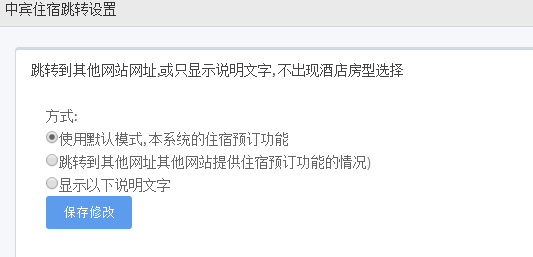 中宾住宿跳转设置
跳转到其他网站网址,或只显示说明文字,不出现酒店房型选择
方式:
使用默认模式,本系统的住宿预订功能
跳转到其他网址其他网站提供住宿预订功能的情况)
显示以下说明文字
保存修改